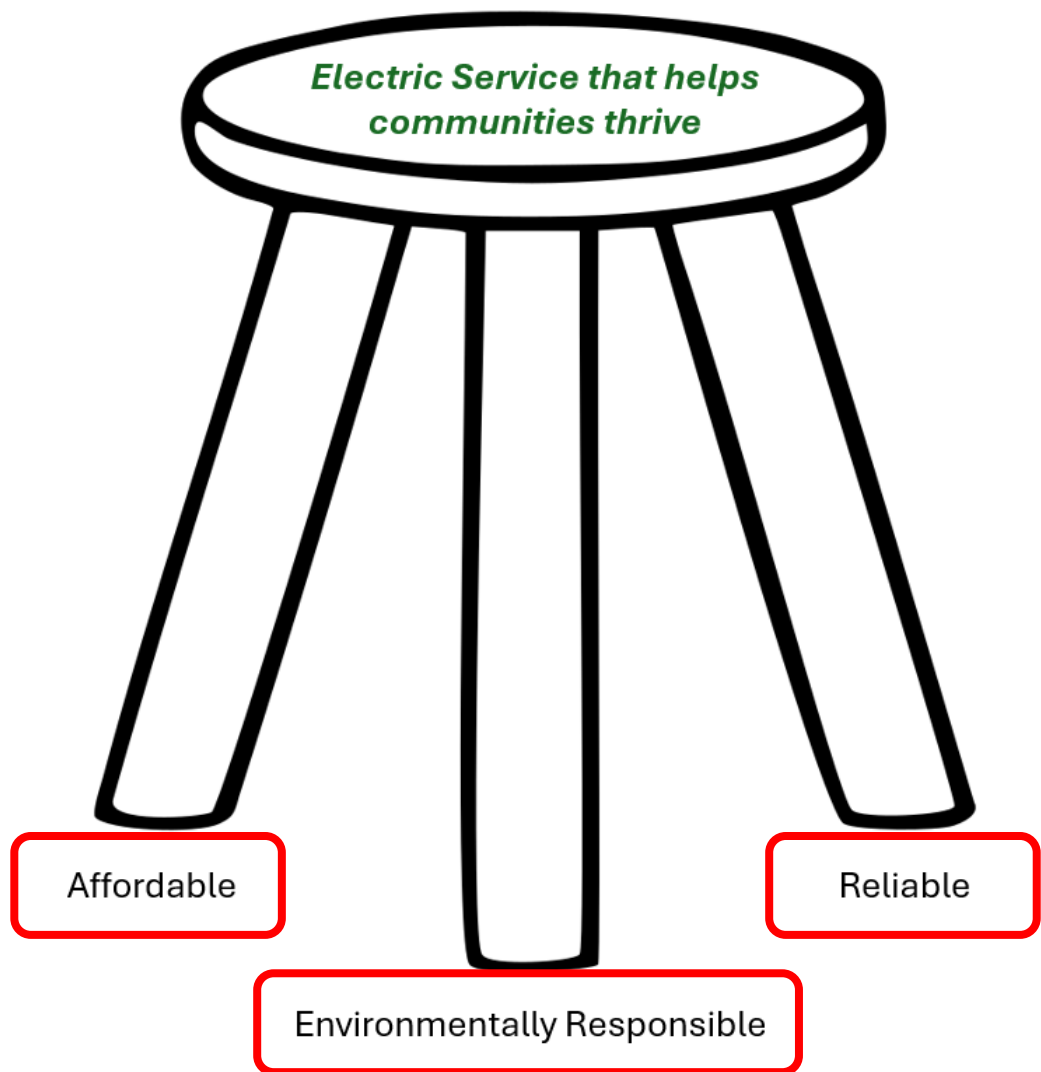 Electric Service that helps
communities thrive
Affordable
Reliable
Environmentally Responsible